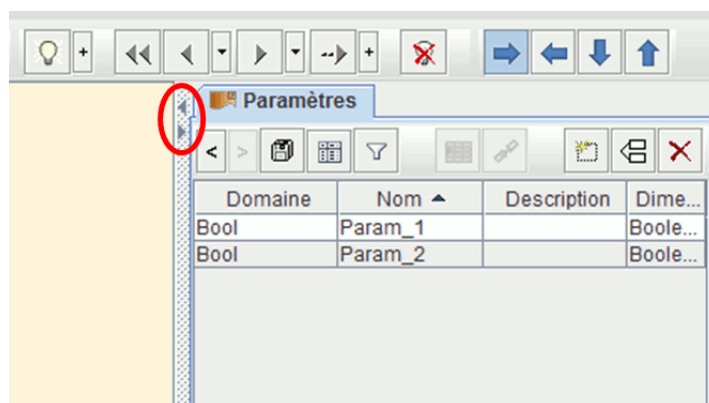 + +
Paramètres
< >
Domaine Nom Description Dime...
Bool Param_1 Boole...
Bool Param_2 Boole...